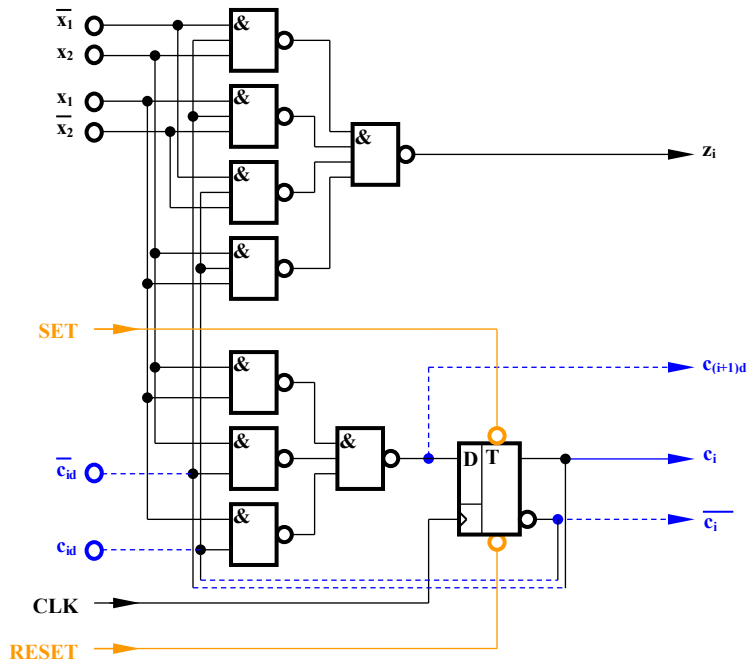 x̅₁
&
x₂
x₁
&
x̅₂
&
zᵢ
&
&
SET
&
c₍ᵢ₊₁₎d
&
&
D T
cᵢ
c̅ᵢd
&
c̅ᵢ
cᵢd
CLK
RESET